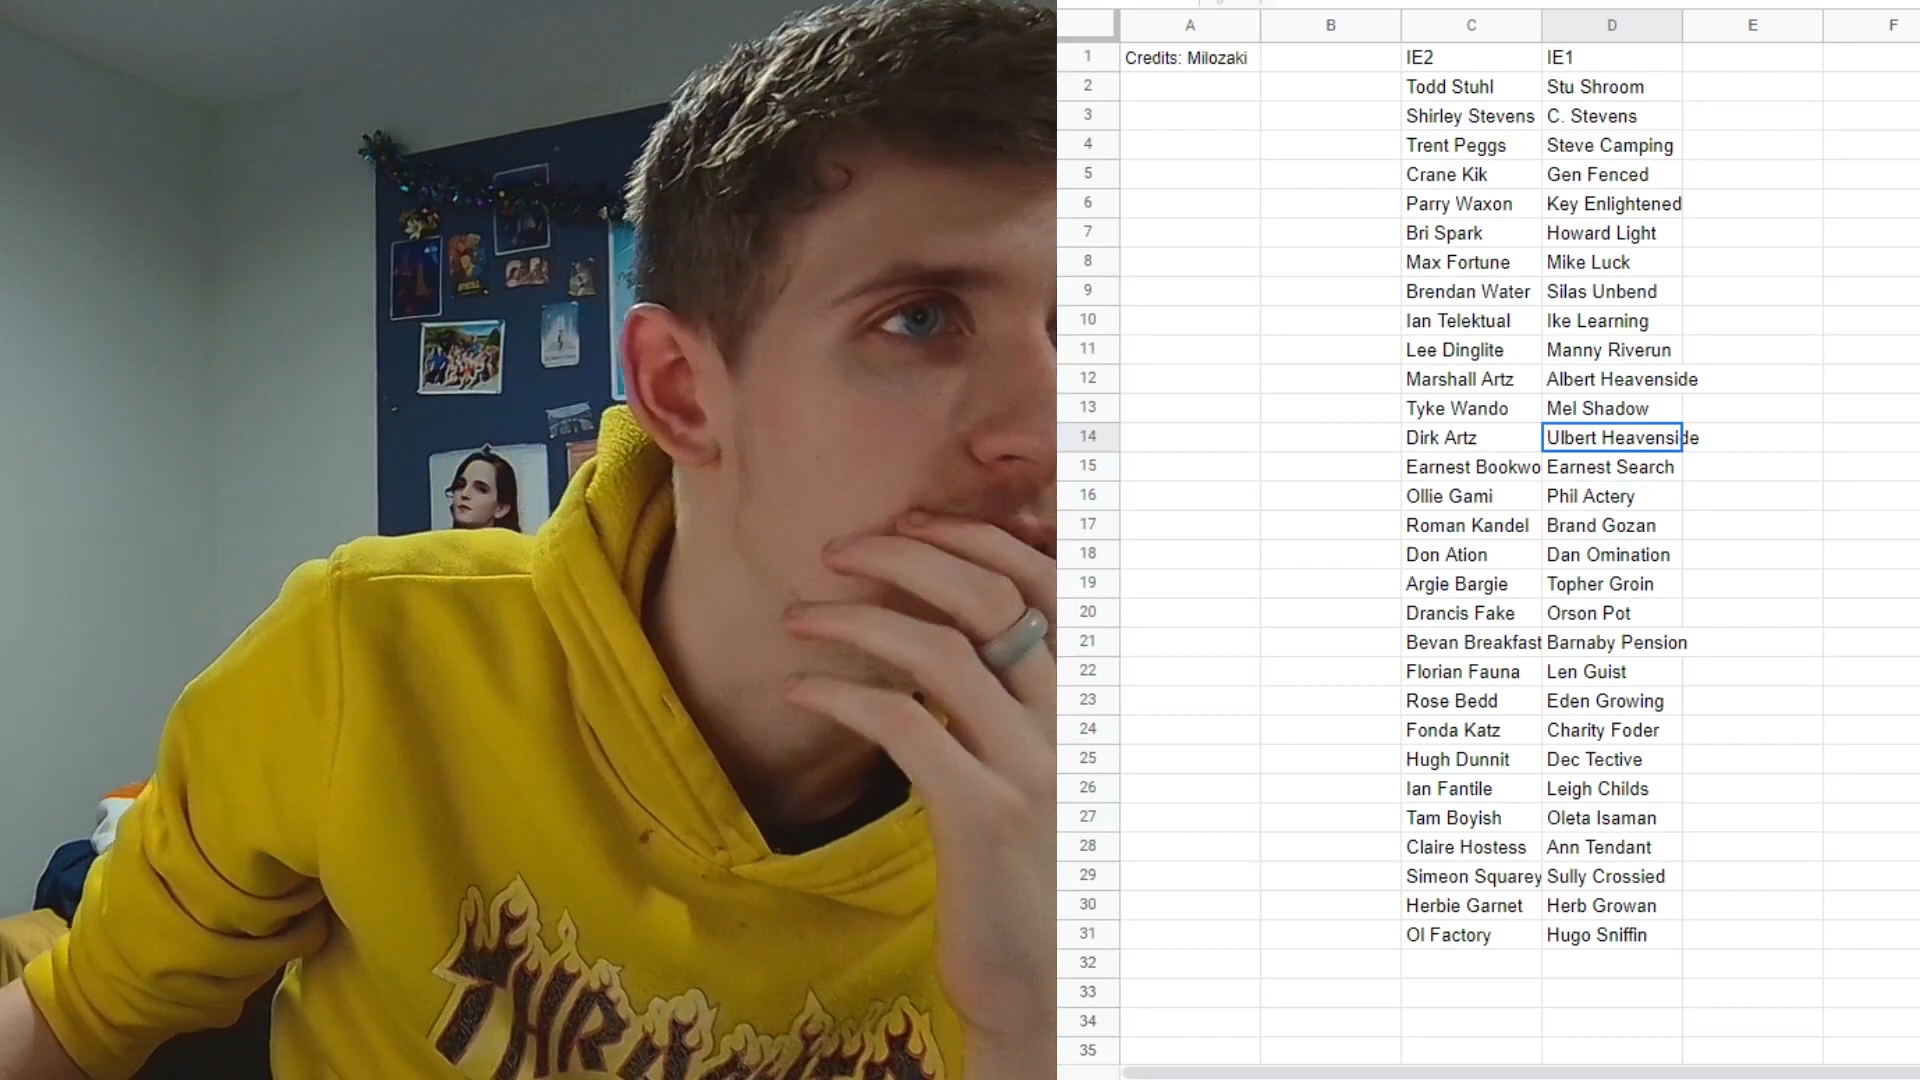 A B C D E F
1 Credits: Milozaki IE2 IE1
2 Todd Stuhl Stu Shroom
3 Shirley Stevens C. Stevens
4 Trent Peggs Steve Camping
5 Crane Kik Gen Fenced
6 Parry Waxon Key Enlightened
7 Bri Spark Howard Light
8 Max Fortune Mike Luck
9 Brendan Water Silas Unbend
10 Ian Telektual Ike Learning
11 Lee Dinglite Manny Riverun
12 Marshall Artz Albert Heavenside
13 Tyke Wando Mel Shadow
14 Dirk Artz Ulbert Heavenside
15 Earnest Bookwo Earnest Search
16 Ollie Gami Phil Actery
17 Roman Kandel Brand Gozan
18 Don Ation Dan Omination
19 Argie Bargie Topher Groin
20 Drancis Fake Orson Pot
21 Bevan Breakfast Barnaby Pension
22 Florian Fauna Len Guist
23 Rose Bedd Eden Growing
24 Fonda Katz Charity Foder
25 Hugh Dunnit Dec Tective
26 Ian Fantile Leigh Childs
27 Tam Boyish Oleta Isaman
28 Claire Hostess Ann Tendant
29 Simeon Squarey Sully Crossied
30 Herbie Garnet Herb Growan
31 Ol Factory Hugo Sniffin
32
33
34
35